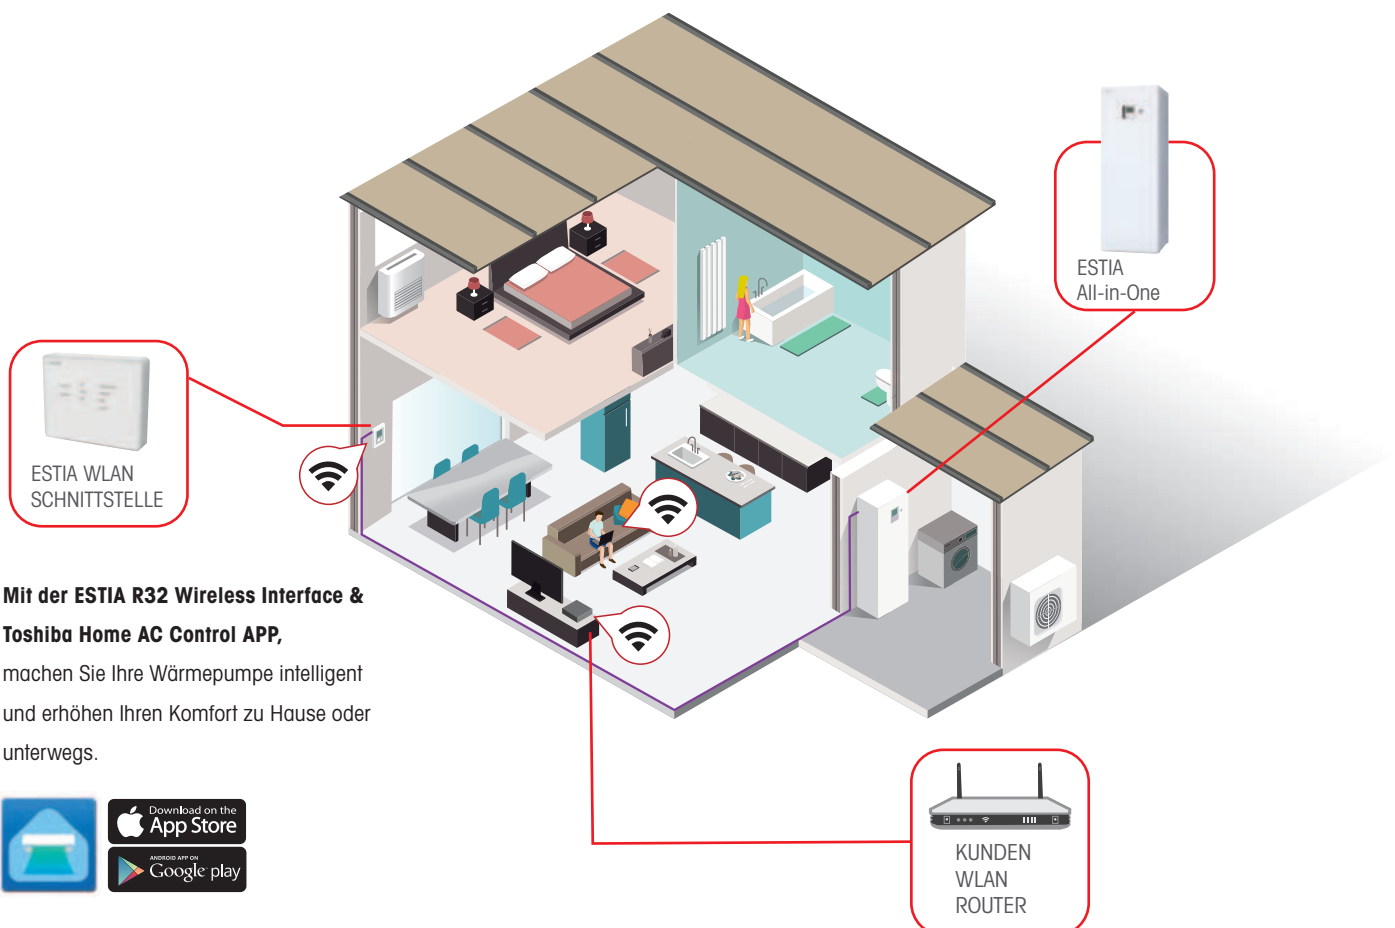 ESTIA
All-in-One
ESTIA WLAN
SCHNITTSTELLE
Mit der ESTIA R32 Wireless Interface &
Toshiba Home AC Control APP,
machen Sie Ihre Wärmepumpe intelligent
und erhöhen Ihren Komfort zu Hause oder
unterwegs.
Download on the
App Store
ANDROID APP ON
Google play
KUNDEN
WLAN
ROUTER